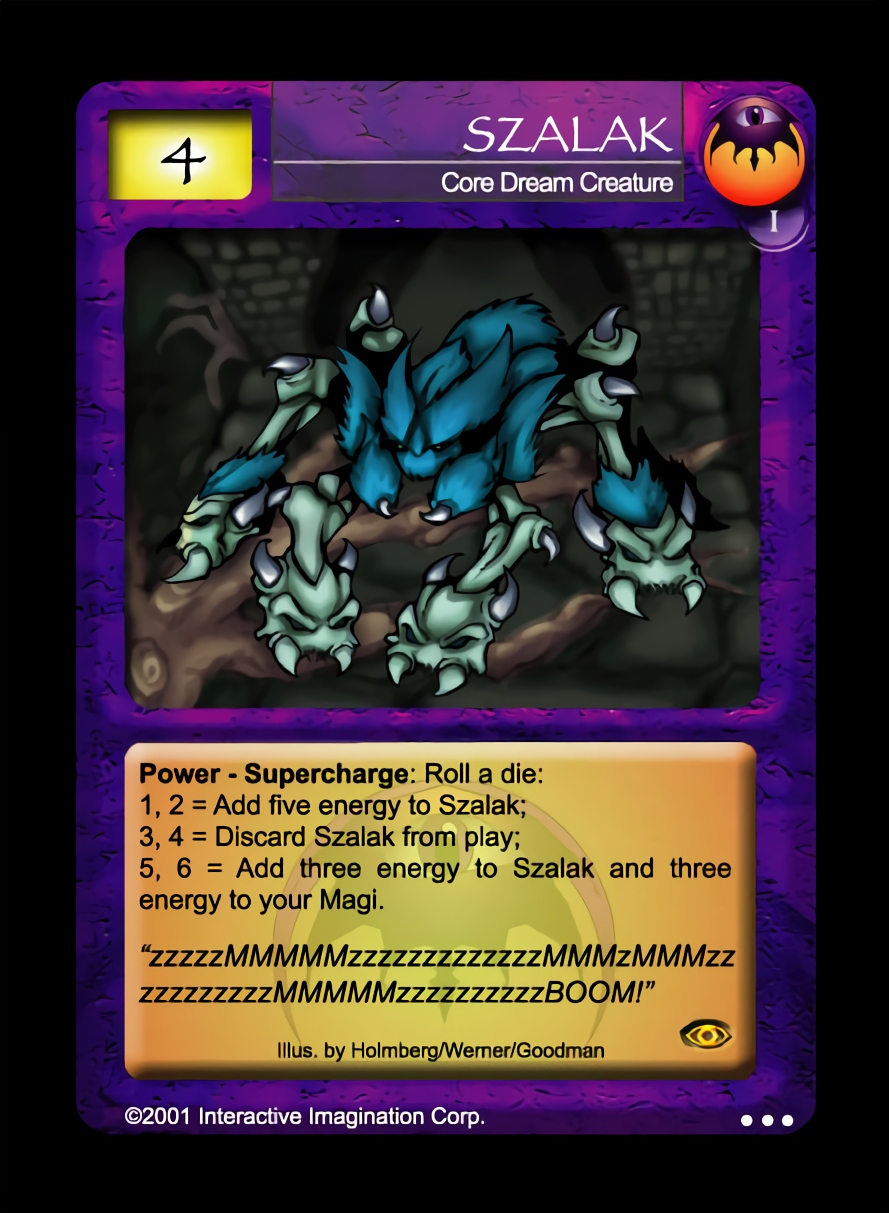 4
SZALAK
Core Dream Creature
I
Power - Supercharge: Roll a die:
1, 2 = Add five energy to Szalak;
3, 4 = Discard Szalak from play;
5, 6 = Add three energy to Szalak and three
energy to your Magi.
“zzzzzMMMMMzzzzzzzzzzzzzMMMzMMMzz
zzzzzzzzzMMMMMzzzzzzzzzzBOOM!”
Illus. by Holmberg/Werner/Goodman
©2001 Interactive Imagination Corp.